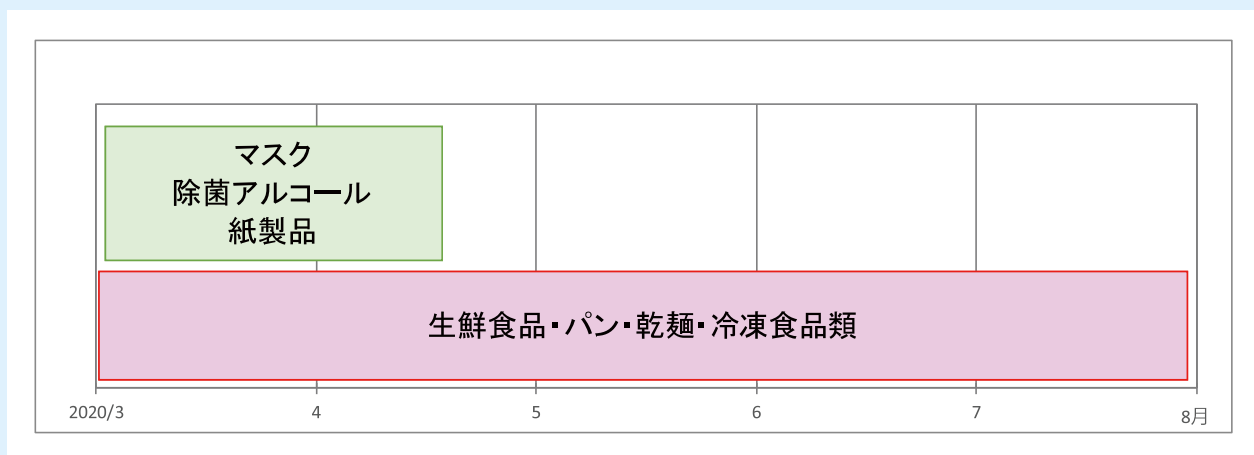 マスク
除菌アルコール
紙製品
生鮮食品・パン・乾麺・冷凍食品類
2020/3 4 5 6 7 8月